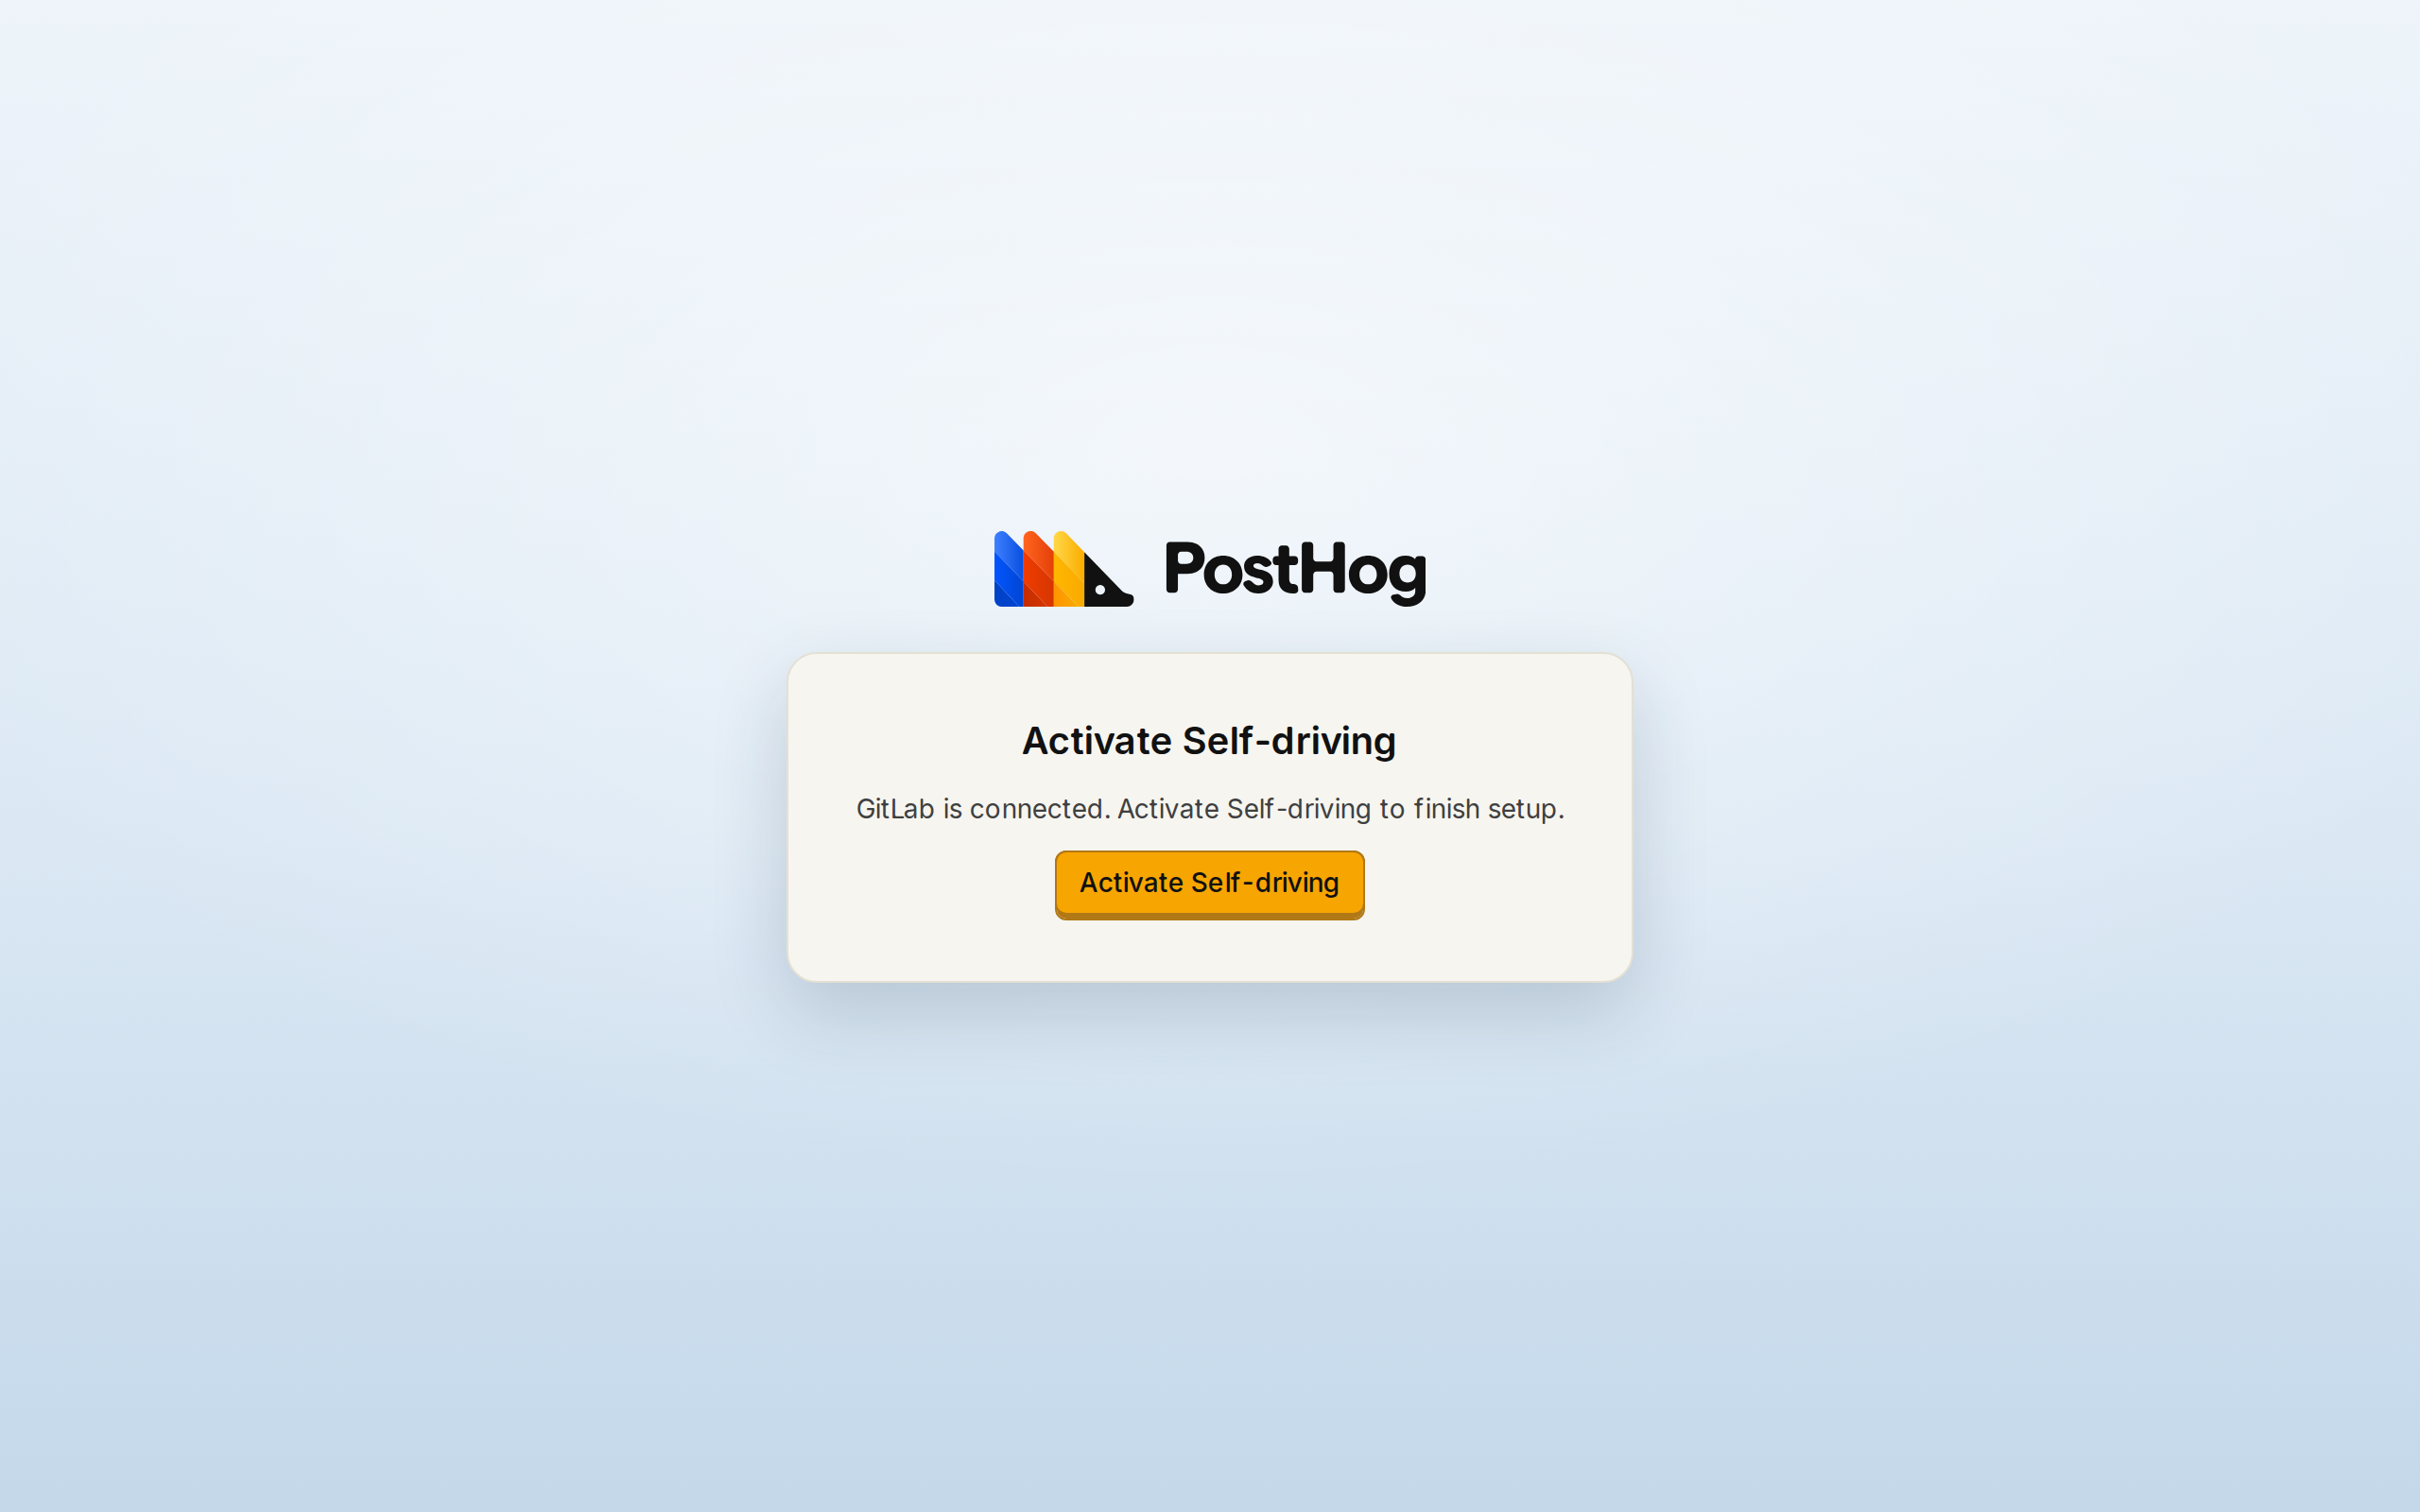 PostHog
Activate Self-driving
GitLab is connected. Activate Self-driving to finish setup.
Activate Self-driving